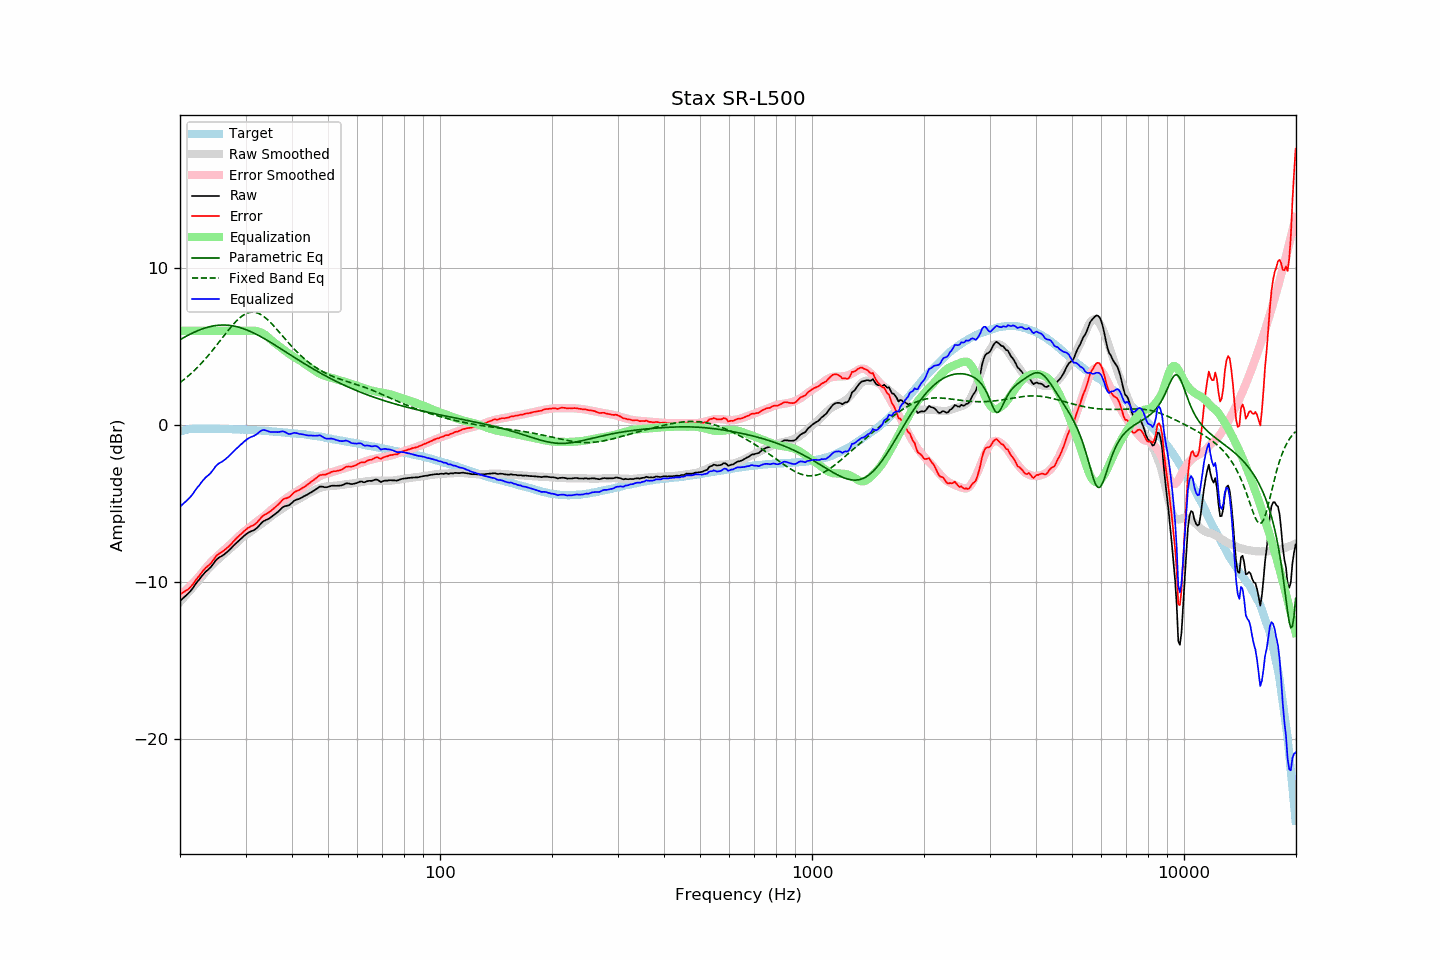 Stax SR-L500
Target
Raw Smoothed
Error Smoothed
Raw
Error
Equalization
Parametric Eq
Fixed Band Eq
Equalized
10
0
−10
−20
Amplitude (dBr)
100
1000
10000
Frequency (Hz)